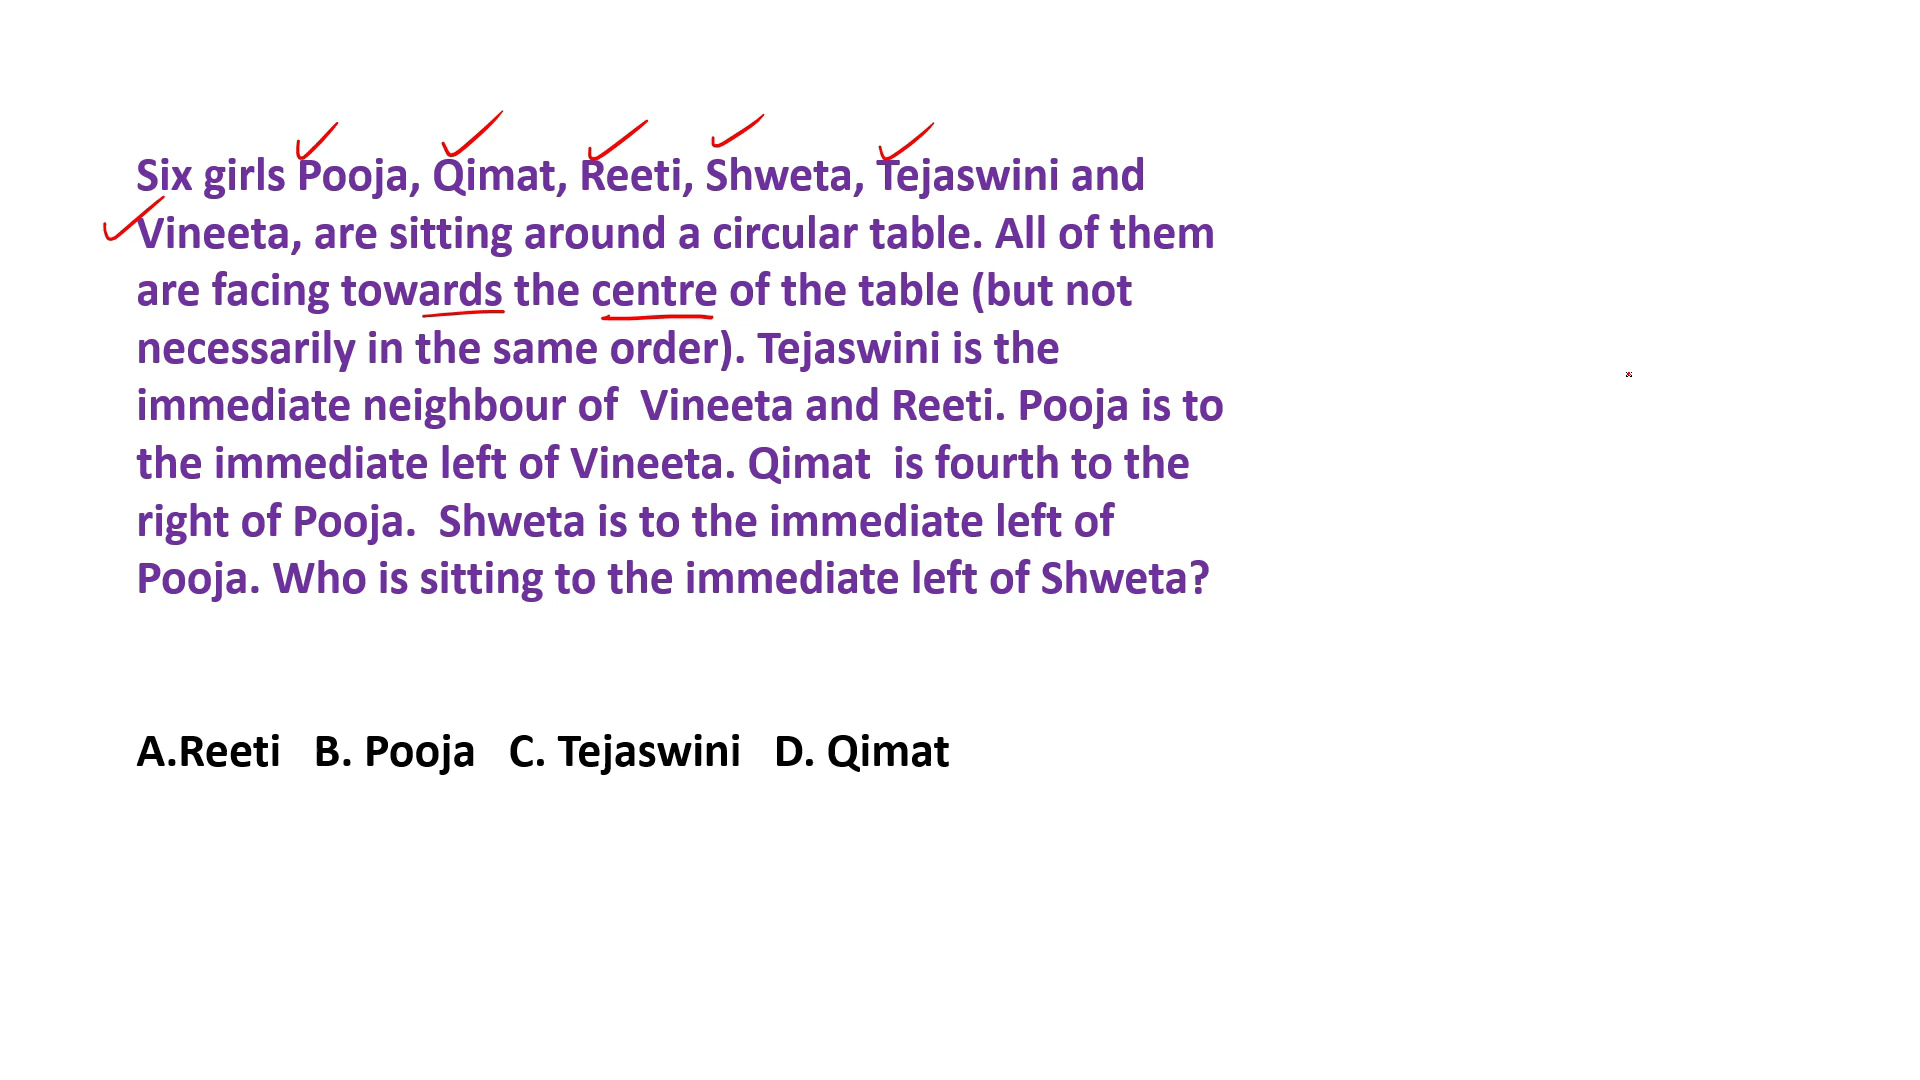 Six girls Pooja, Qimat, Reeti, Shweta, Tejaswini and
Vineeta, are sitting around a circular table. All of them
are facing towards the centre of the table (but not
necessarily in the same order). Tejaswini is the
immediate neighbour of  Vineeta and Reeti. Pooja is to
the immediate left of Vineeta. Qimat  is fourth to the
right of Pooja.  Shweta is to the immediate left of
Pooja. Who is sitting to the immediate left of Shweta?
A.Reeti   B. Pooja   C. Tejaswini   D. Qimat